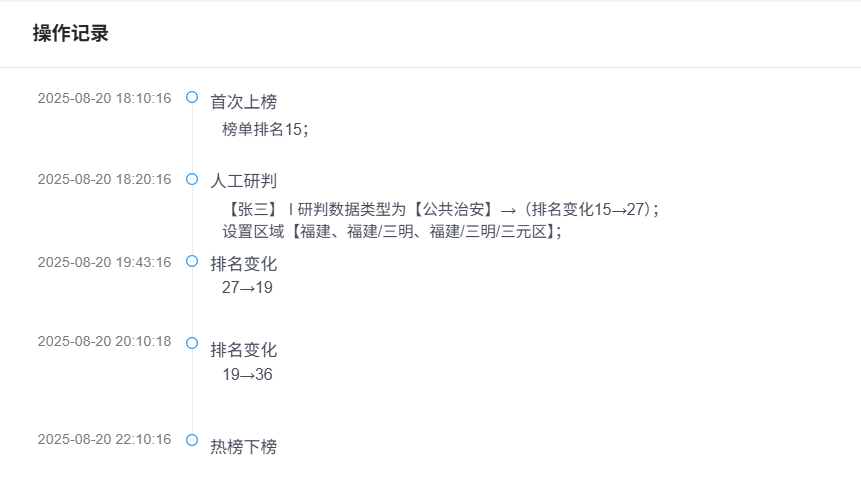 操作记录
2025-08-20 18:10:16 首次上榜
榜单排名15；
2025-08-20 18:20:16 人工研判
【张三】 | 研判数据类型为【公共治安】→（排名变化15→27）；
设置区域【福建、福建/三明、福建/三明/三元区】；
2025-08-20 19:43:16 排名变化
27→19
2025-08-20 20:10:18 排名变化
19→36
2025-08-20 22:10:16 热榜下榜